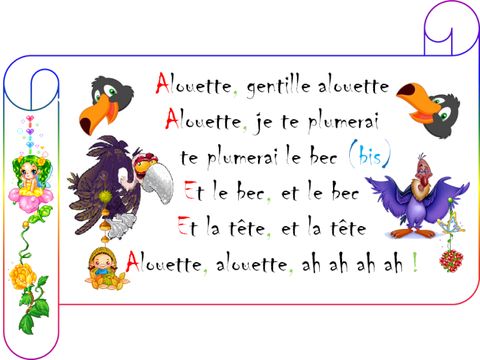 Alouette, gentille alouette
Alouette, je te plumerai
te plumerai le bec (bis)
Et le bec, et le bec
Et la tête, et la tête
Alouette, alouette, ah ah ah ah !